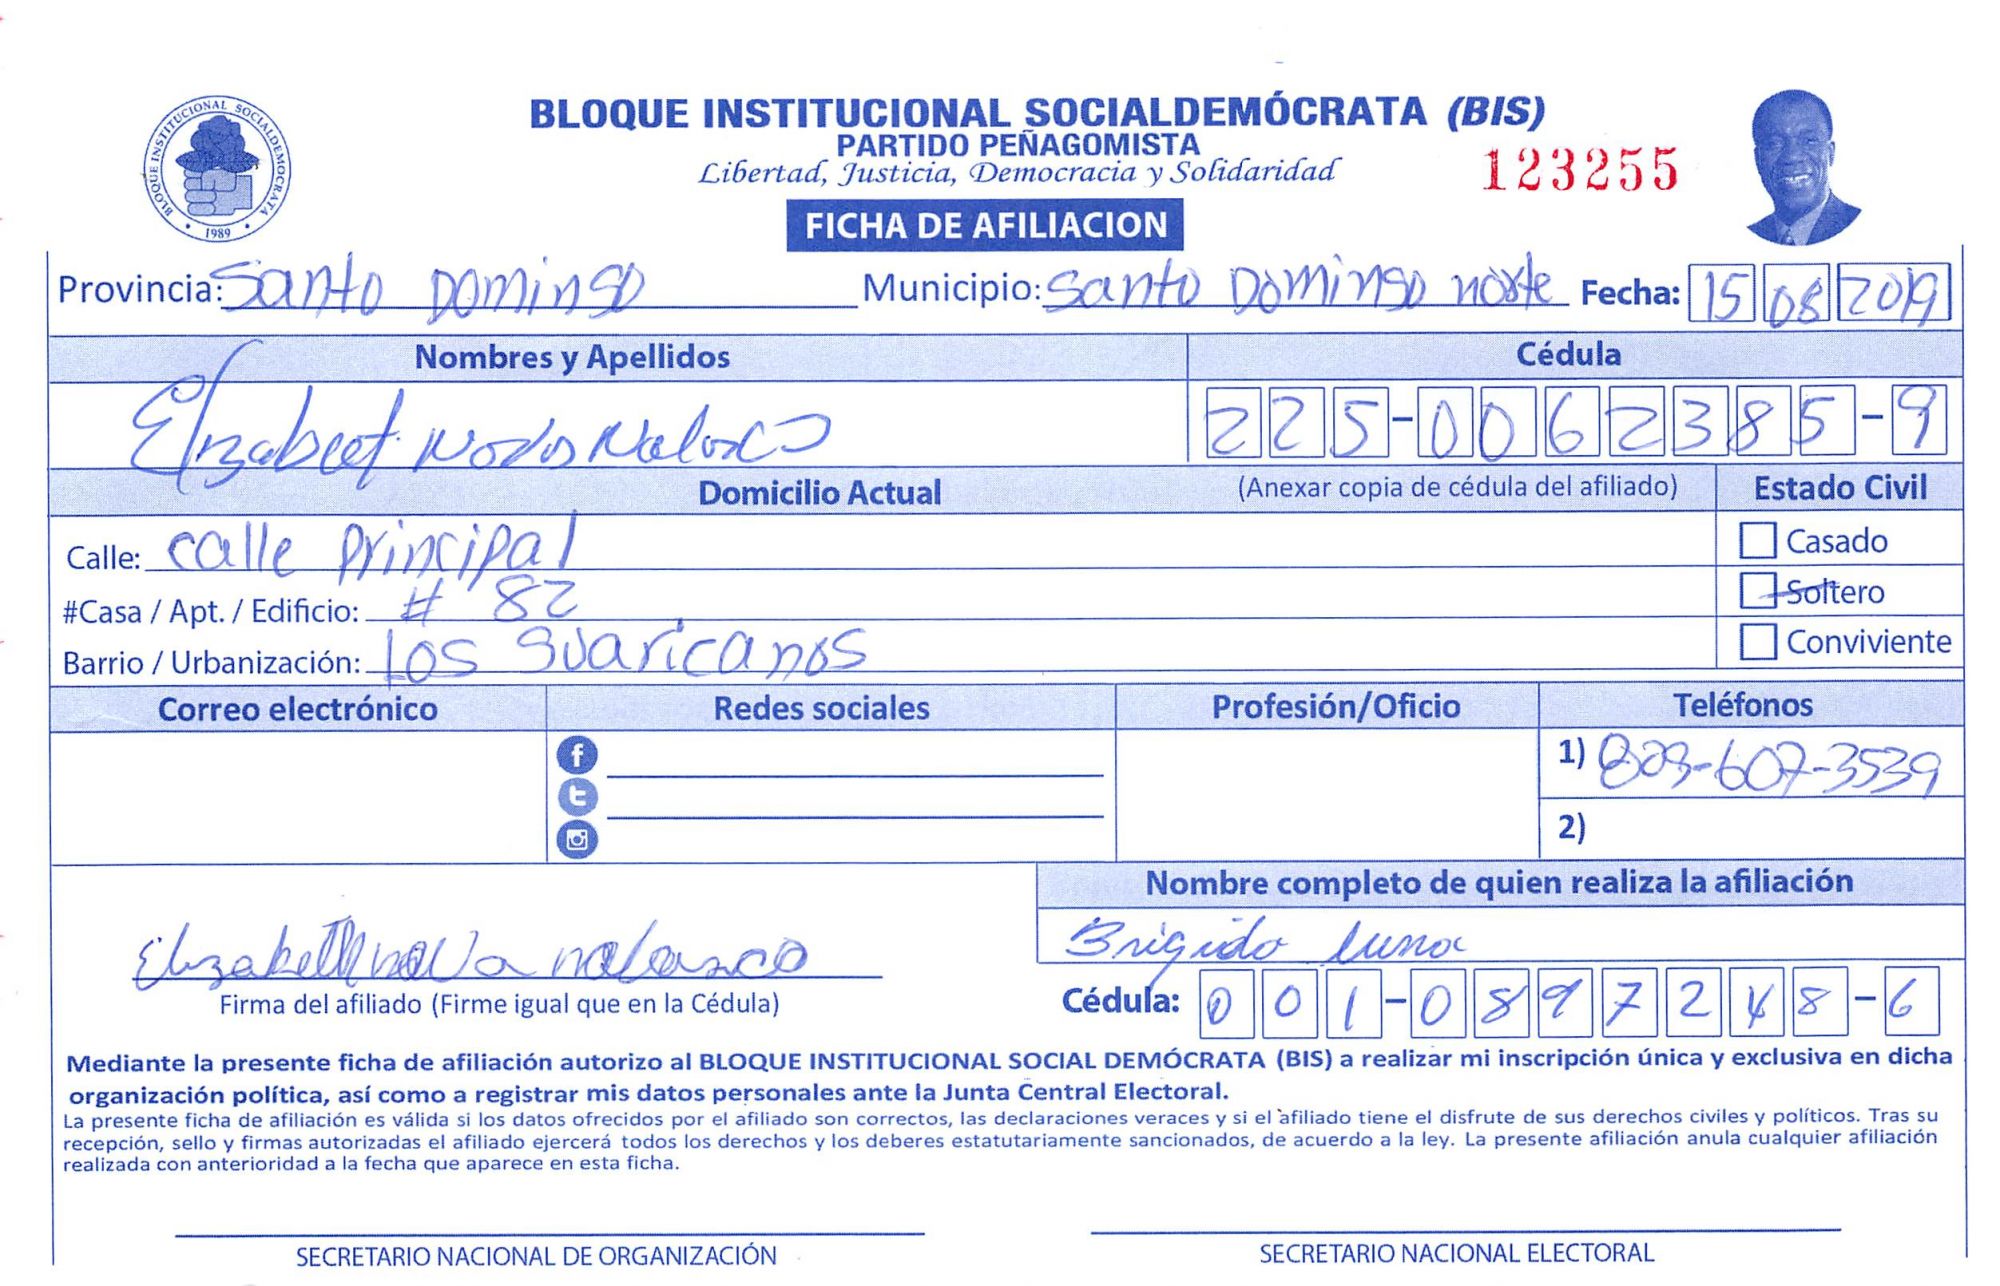 BLOQUE INSTITUCIONAL SOCIALDEMOCRATA
1989
BLOQUE INSTITUCIONAL SOCIALDEMÓCRATA (BIS)
PARTIDO PEÑAGOMISTA
Libertad, Justicia, Democracia y Solidaridad
123255
FICHA DE AFILIACION
Provincia: Santo Domingo Municipio: Santo Domingo norte Fecha: 15 08 2019
Nombres y Apellidos Cédula
Nolasco 225-0062385-9
Domicilio Actual (Anexar copia de cédula del afiliado) Estado Civil
Calle: calle principal Casado
#Casa / Apt. / Edificio: # 82 Soltero
Barrio / Urbanización: Los Guaricanos Conviviente
Correo electrónico Redes sociales Profesión/Oficio Teléfonos
1) 809-607-3539
2)
Nombre completo de quien realiza la afiliación
Brigido luna
Elizabeth nolasco
Firma del afiliado (Firme igual que en la Cédula) Cédula: 001-0897248-6
Mediante la presente ficha de afiliación autorizo al BLOQUE INSTITUCIONAL SOCIAL DEMÓCRATA (BIS) a realizar mi inscripción única y exclusiva en dicha
organización política, así como a registrar mis datos personales ante la Junta Central Electoral.
La presente ficha de afiliación es válida si los datos ofrecidos por el afiliado son correctos, las declaraciones veraces y si el afiliado tiene el disfrute de sus derechos civiles y políticos. Tras su
recepción, sello y firmas autorizadas el afiliado ejercerá todos los derechos y los deberes estatutariamente sancionados, de acuerdo a la ley. La presente afiliación anula cualquier afiliación
realizada con anterioridad a la fecha que aparece en esta ficha.
SECRETARIO NACIONAL DE ORGANIZACIÓN SECRETARIO NACIONAL ELECTORAL